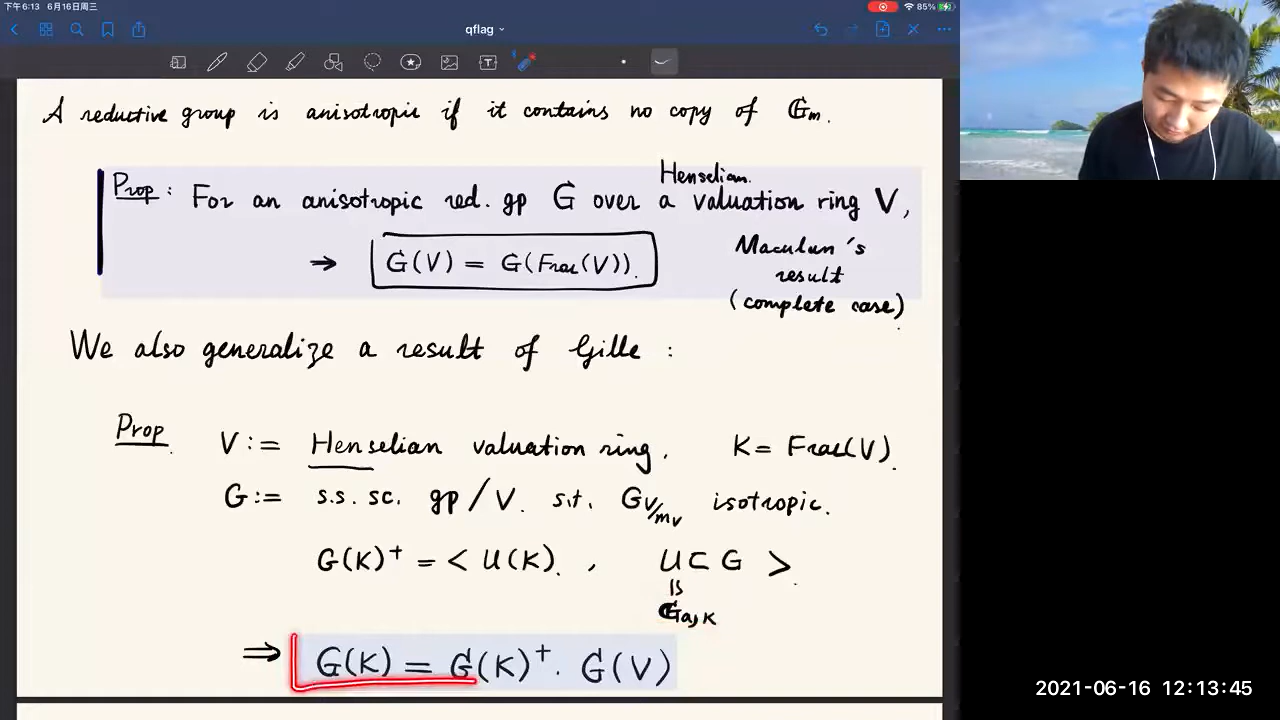 下午6:13 6月16日周三
85%
qflag
A reductive group is anisotropic if it contains no copy of 𝔾m.
Henselian.
Prop: For an anisotropic red. gp G over a valuation ring V,
→ G(V) = G(Frac(V)).
Maculan's
result
(complete case)
We also generalize a result of Gille :
Prop. V := Henselian valuation ring. K = Frac(V).
G := s.s. sc. gp / V. s.t. G_{V/m_V} isotropic.
G(K)⁺ = < U(K). , U ⊂ G >
≅
𝔾a,K
⇒ G(K) = G(K)⁺. G(V)
2021-06-16 12:13:45